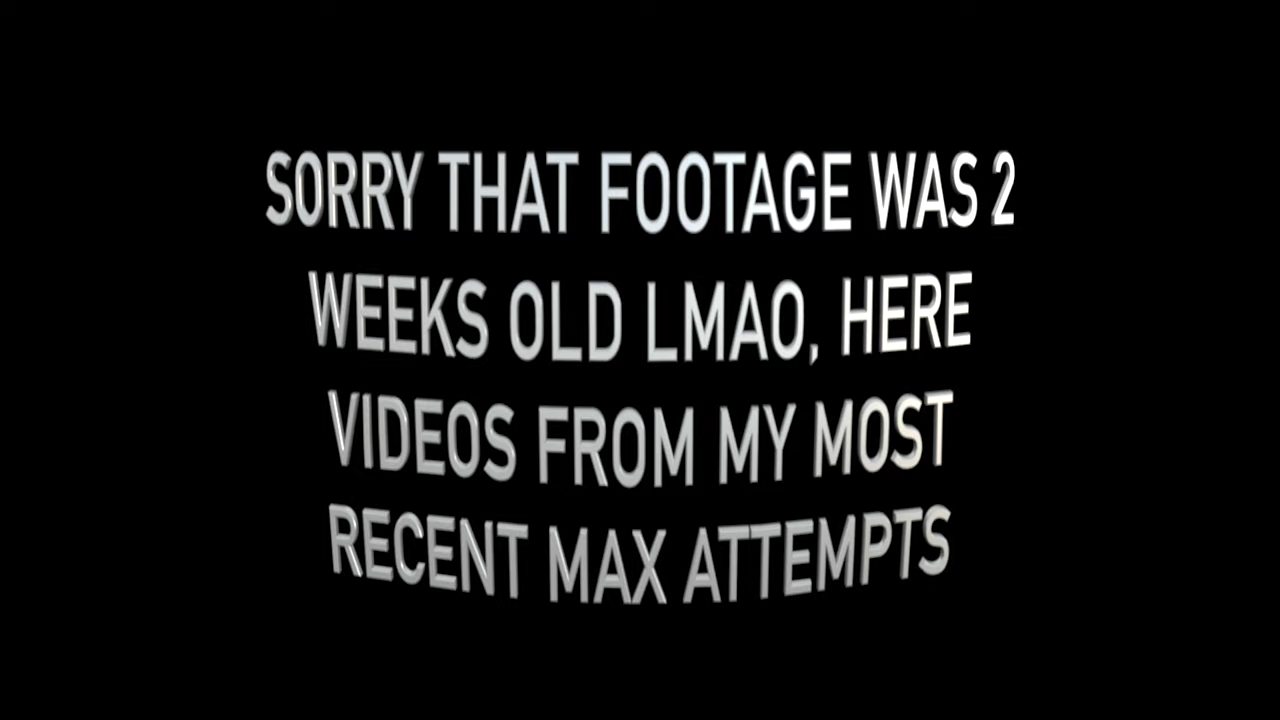 SORRY THAT FOOTAGE WAS 2
WEEKS OLD LMAO, HERE
VIDEOS FROM MY MOST
RECENT MAX ATTEMPTS